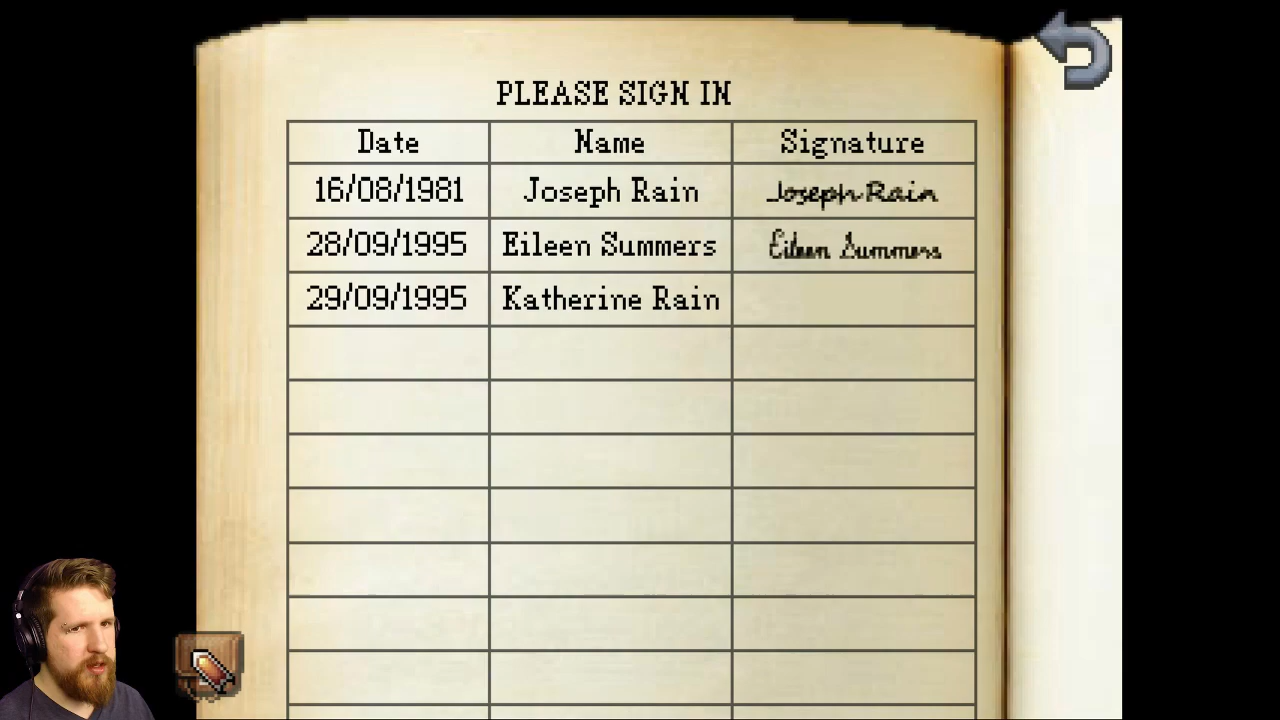 PLEASE SIGN IN
Date Name Signature
16/08/1981 Joseph Rain Joseph Rain
28/09/1995 Eileen Summers Eileen Summers
29/09/1995 Katherine Rain